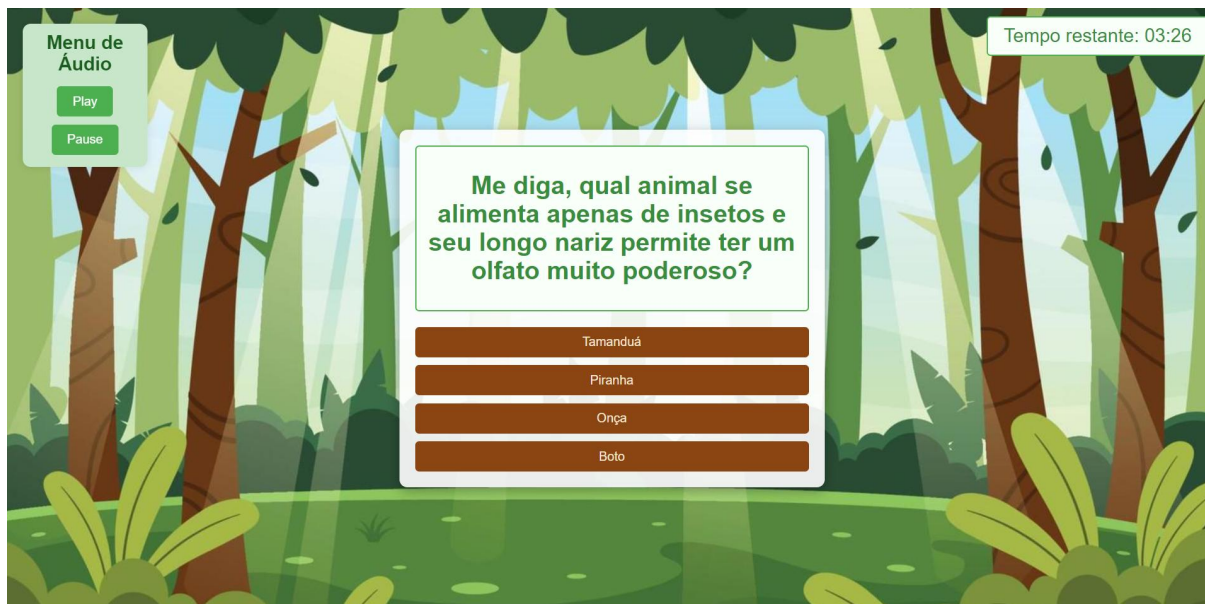 Menu de
Áudio
Play
Pause
Tempo restante: 03:26
Me diga, qual animal se
alimenta apenas de insetos e
seu longo nariz permite ter um
olfato muito poderoso?
Tamanduá
Piranha
Onça
Boto